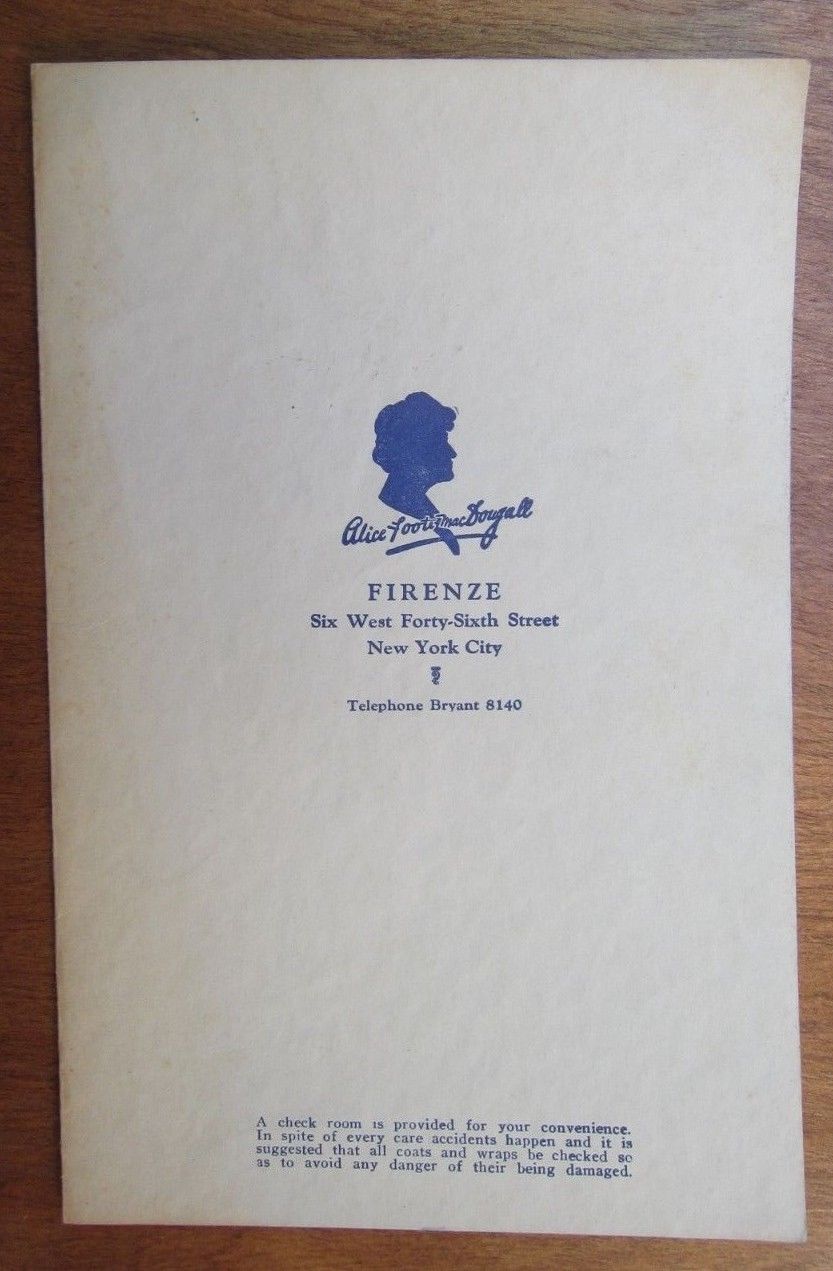 Alice Foote MacDougall
FIRENZE
Six West Forty-Sixth Street
New York City
Telephone Bryant 8140
A check room is provided for your convenience.
In spite of every care accidents happen and it is
suggested that all coats and wraps be checked so
as to avoid any danger of their being damaged.